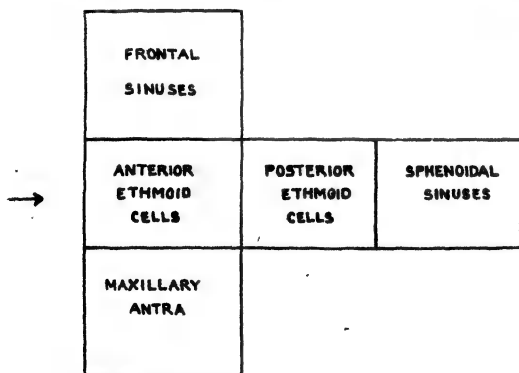 FRONTAL
SINUSES
ANTERIOR
ETHMOID
CELLS
POSTERIOR
ETHMOID
CELLS
SPHENOIDAL
SINUSES
MAXILLARY
ANTRA